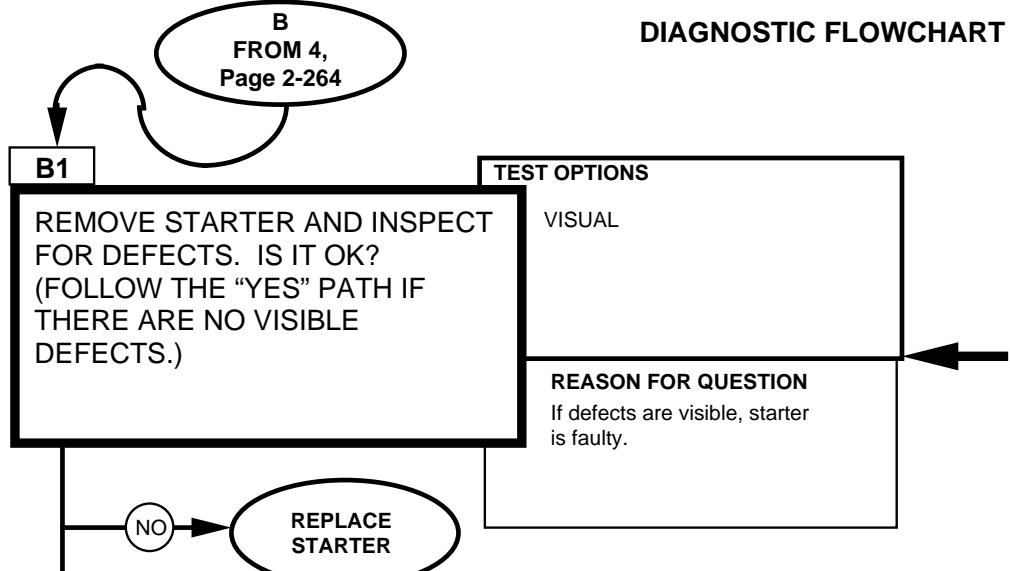 B
FROM 4,
Page 2-264
DIAGNOSTIC FLOWCHART
B1
REMOVE STARTER AND INSPECT
FOR DEFECTS.  IS IT OK?
(FOLLOW THE “YES” PATH IF
THERE ARE NO VISIBLE
DEFECTS.)
TEST OPTIONS
VISUAL
REASON FOR QUESTION
If defects are visible, starter
is faulty.
NO
REPLACE
STARTER